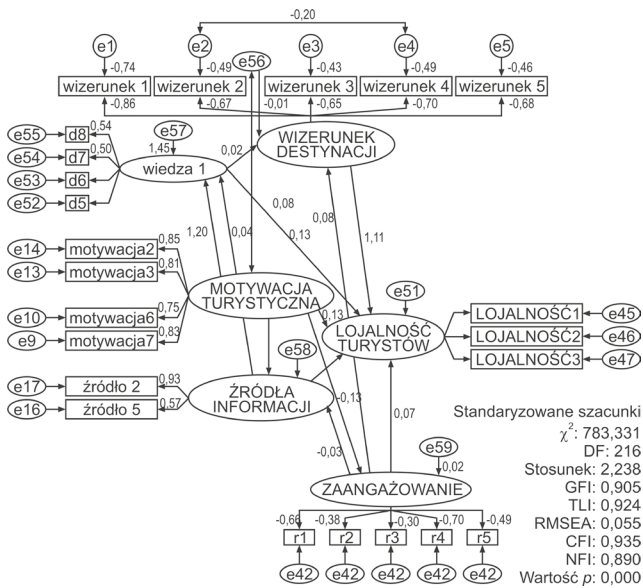 -0,20
e1 e2 e56 e3 e4 e5
-0,74 -0,49 -0,43 -0,49 -0,46
wizerunek 1 wizerunek 2 wizerunek 3 wizerunek 4 wizerunek 5
-0,86 -0,67 -0,01 -0,65 -0,70 -0,68
e55 d8 0,54 e57
WIZERUNEK
DESTYNACJI
e54 d7 0,50 1,45 0,02
wiedza 1
e53 d6
e52 d5
0,08 0,08
1,20 0,04 0,13 1,11
e14 motywacja2 0,85
e13 motywacja3 0,81
MOTYWACJA
TURYSTYCZNA
e51
0,13
e10 motywacja6 0,75
e9 motywacja7 0,83
LOJALNOŚĆ
TURYSTÓW
LOJALNOŚĆ1 e45
LOJALNOŚĆ2 e46
LOJALNOŚĆ3 e47
e58
e17 źródło 2 0,93
e16 źródło 5 0,57
ŹRÓDŁA
INFORMACJI
-0,13
0,07
-0,03
e59
0,02
ZAANGAŻOWANIE
-0,66 -0,38 -0,30 -0,70 -0,49
r1 r2 r3 r4 r5
e42 e42 e42 e42 e42
Standaryzowane szacunki
χ²: 783,331
DF: 216
Stosunek: 2,238
GFI: 0,905
TLI: 0,924
RMSEA: 0,055
CFI: 0,935
NFI: 0,890
Wartość p: 0,000